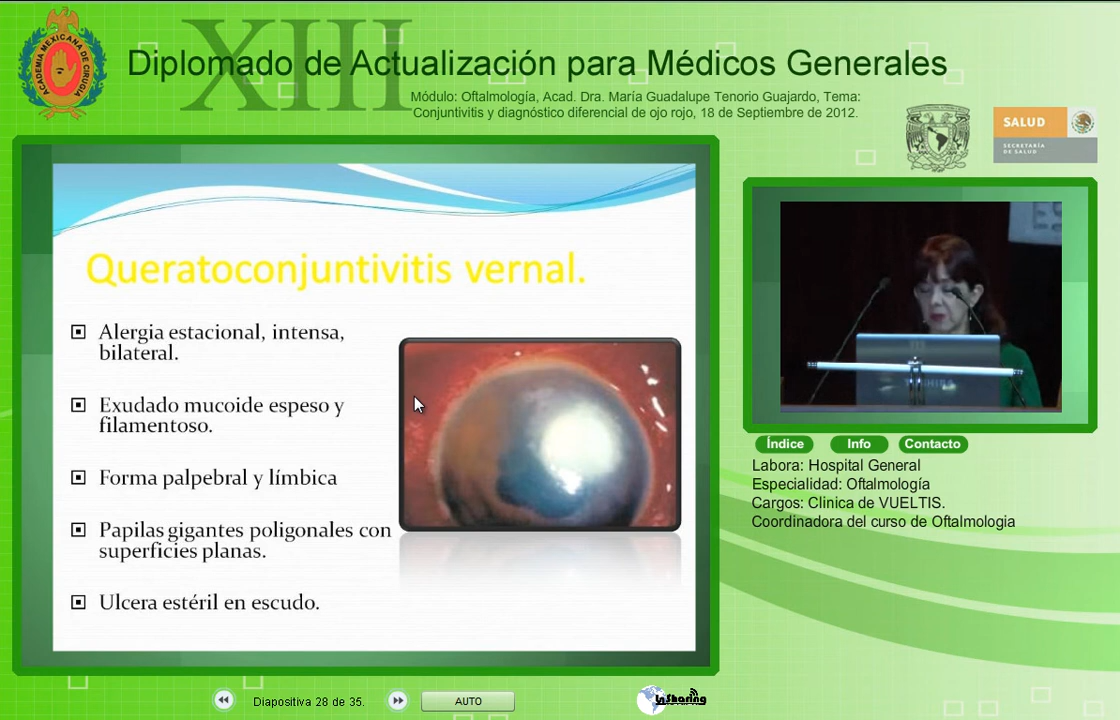 XIII
Diplomado de Actualización para Médicos Generales
Módulo: Oftalmología, Acad. Dra. María Guadalupe Tenorio Guajardo, Tema:
Conjuntivitis y diagnóstico diferencial de ojo rojo, 18 de Septiembre de 2012.
ACADEMIA MEXICANA DE CIRUGIA
SALUD
SECRETARÍA
DE SALUD
Queratoconjuntivitis vernal.
Alergia estacional, intensa,
bilateral.
Exudado mucoide espeso y
filamentoso.
Forma palpebral y límbica
Papilas gigantes poligonales con
superficies planas.
Ulcera estéril en escudo.
Índice
Info
Contacto
Labora: Hospital General
Especialidad: Oftalmología
Cargos: Clinica de VUELTIS.
Coordinadora del curso de Oftalmologia
Diapositiva 28 de 35.
AUTO